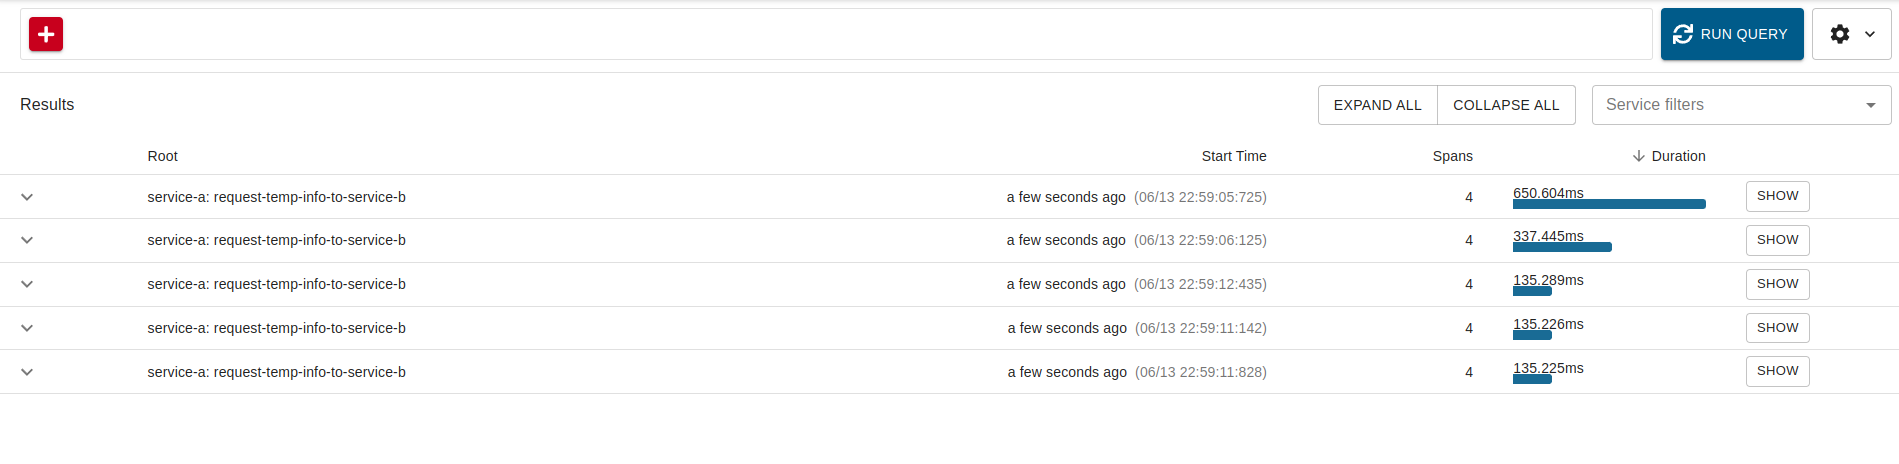 RUN QUERY
Results EXPAND ALL COLLAPSE ALL Service filters
Root Start Time Spans Duration
service-a: request-temp-info-to-service-b a few seconds ago (06/13 22:59:05:725) 4 650.604ms SHOW
service-a: request-temp-info-to-service-b a few seconds ago (06/13 22:59:06:125) 4 337.445ms SHOW
service-a: request-temp-info-to-service-b a few seconds ago (06/13 22:59:12:435) 4 135.289ms SHOW
service-a: request-temp-info-to-service-b a few seconds ago (06/13 22:59:11:142) 4 135.226ms SHOW
service-a: request-temp-info-to-service-b a few seconds ago (06/13 22:59:11:828) 4 135.225ms SHOW